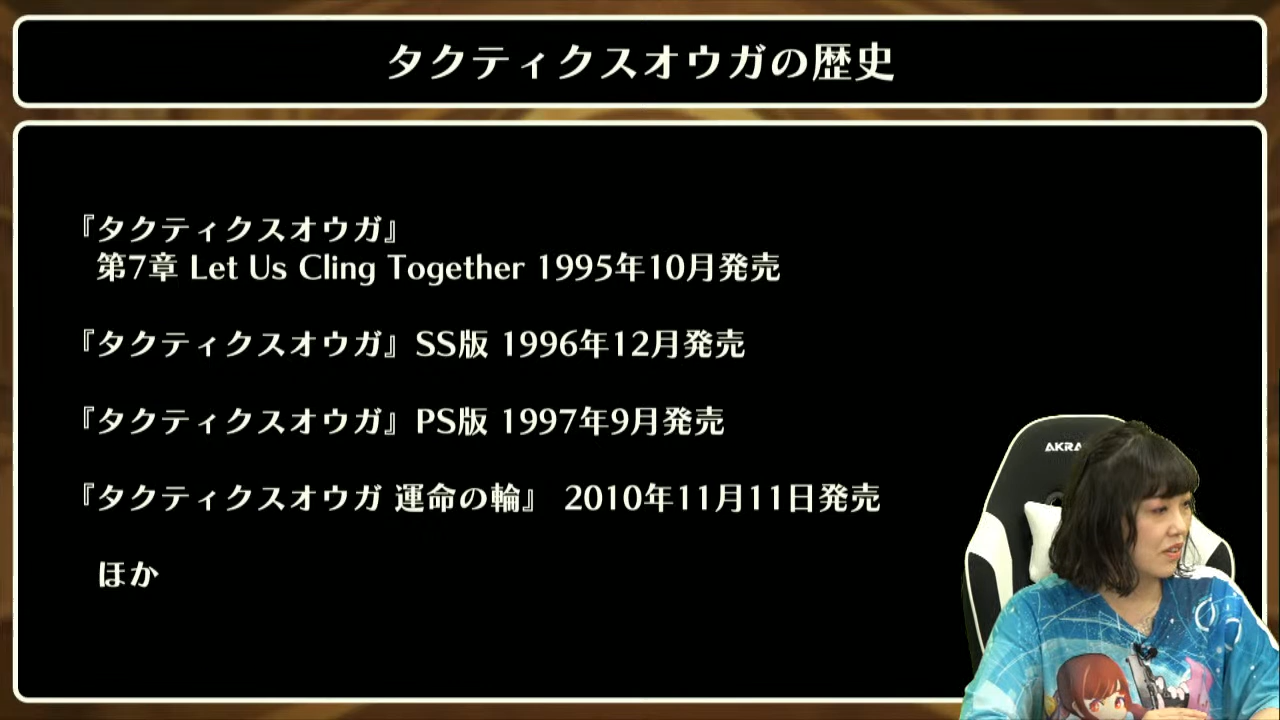 タクティクスオウガの歴史
『タクティクスオウガ』
第7章 Let Us Cling Together 1995年10月発売
『タクティクスオウガ』SS版 1996年12月発売
『タクティクスオウガ』PS版 1997年9月発売
『タクティクスオウガ 運命の輪』 2010年11月11日発売
ほか